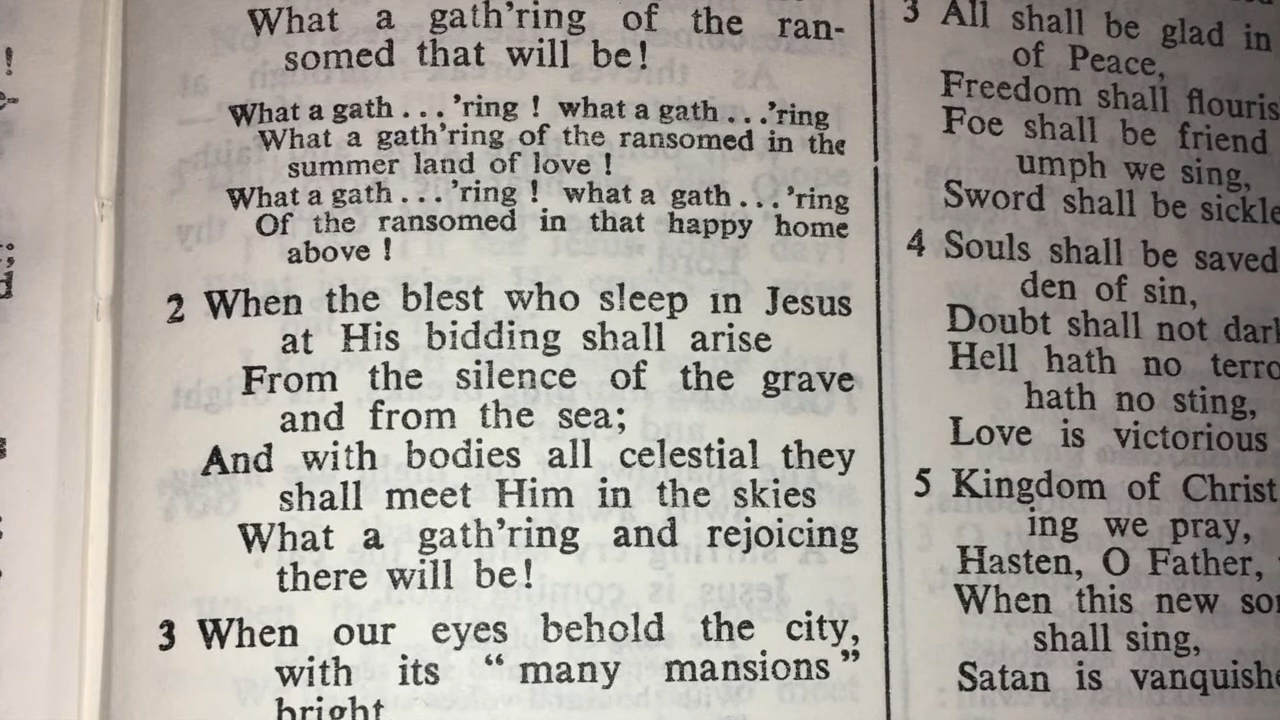 What a gath’ring of the ran-
somed that will be!
What a gath . . . ’ring ! what a gath . . . ’ring
What a gath’ring of the ransomed in the
summer land of love !
What a gath . . . ’ring ! what a gath . . . ’ring
Of the ransomed in that happy home
above !
2 When the blest who sleep in Jesus
at His bidding shall arise
From the silence of the grave
and from the sea;
And with bodies all celestial they
shall meet Him in the skies
What a gath’ring and rejoicing
there will be!
3 When our eyes behold the city,
with its “ many mansions ”
bright
3 All shall be glad in
of Peace,
Freedom shall
Foe shall be friend
umph we sing,
Sword shall be
4 Souls shall be saved
den of sin,
Doubt shall not
Hell hath no
hath no sting,
Love is victorious
5 Kingdom of Christ
ing we pray,
Hasten, O Father,
When this new
shall sing,
Satan is